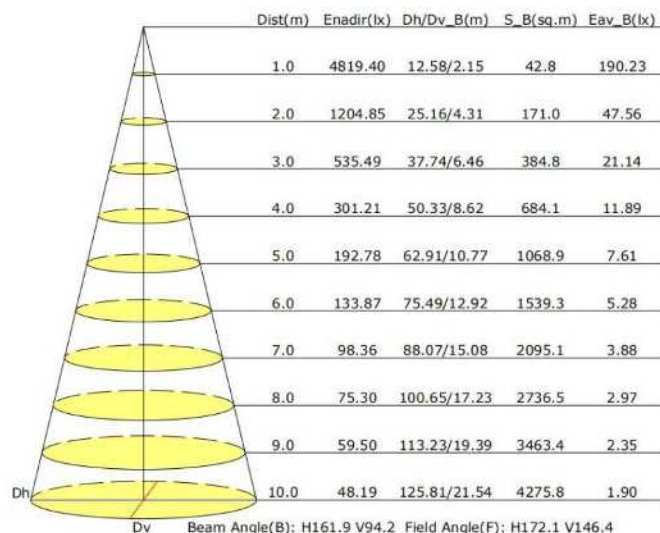 Dist(m) Enadir(lx) Dh/Dv_B(m) S_B(sq.m) Eav_B(lx)
1.0 4819.40 12.58/2.15 42.8 190.23
2.0 1204.85 25.16/4.31 171.0 47.56
3.0 535.49 37.74/6.46 384.8 21.14
4.0 301.21 50.33/8.62 684.1 11.89
5.0 192.78 62.91/10.77 1068.9 7.61
6.0 133.87 75.49/12.92 1539.3 5.28
7.0 98.36 88.07/15.08 2095.1 3.88
8.0 75.30 100.65/17.23 2736.5 2.97
9.0 59.50 113.23/19.39 3463.4 2.35
Dh 10.0 48.19 125.81/21.54 4275.8 1.90
Dv Beam Angle(B): H161.9 V94.2 Field Angle(F): H172.1 V146.4